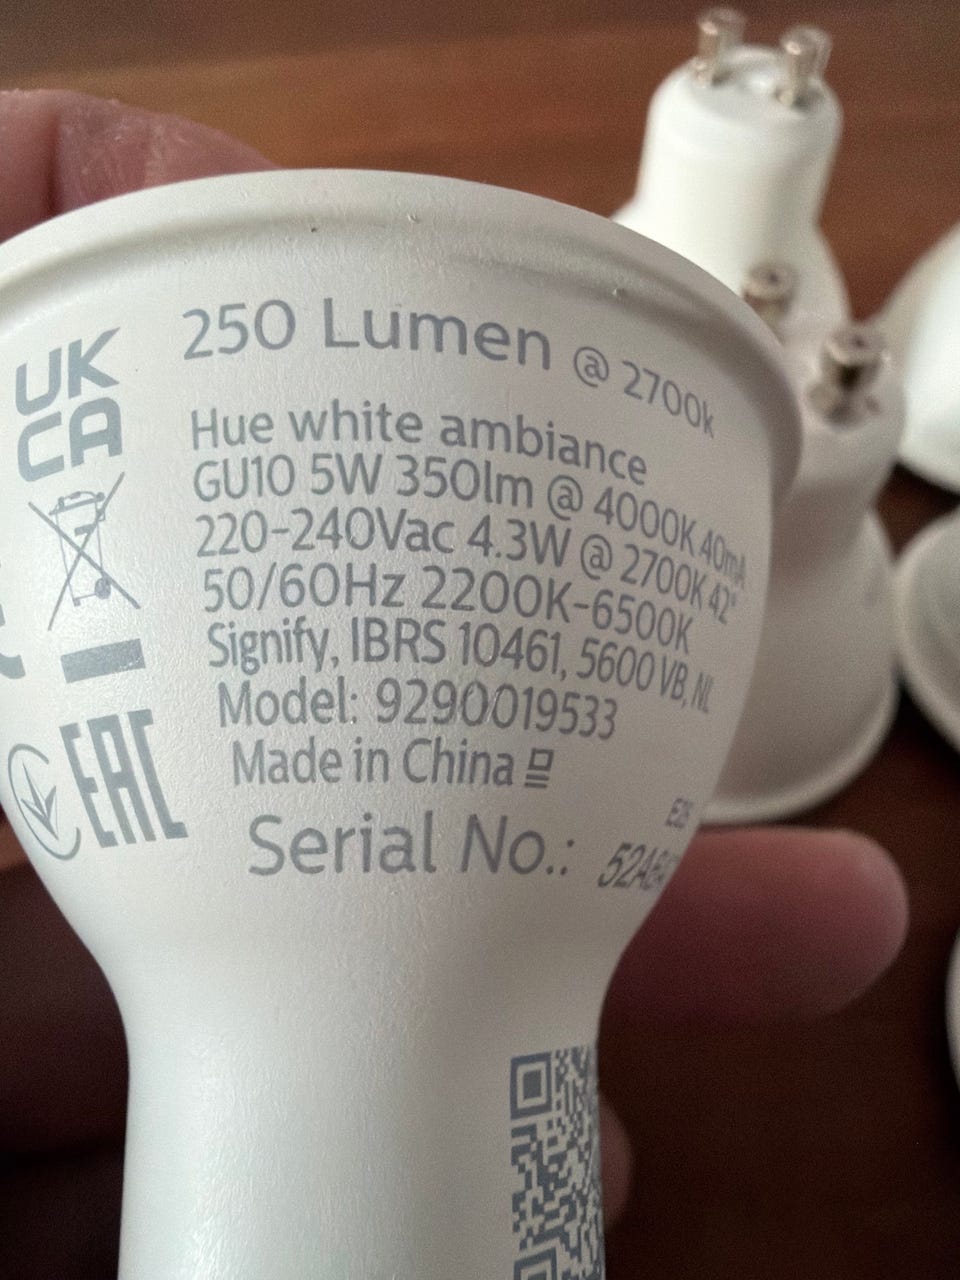 250 Lumen @ 2700k
UK
CA
Hue white ambiance
GU10 5W 350lm @ 4000K 40mA
220-240Vac 4.3W @ 2700K 42°
50/60Hz 2200K-6500K
Signify, IBRS 10461, 5600 VB, NL
Model: 9290019533
Made in China
EAC
Serial No.: